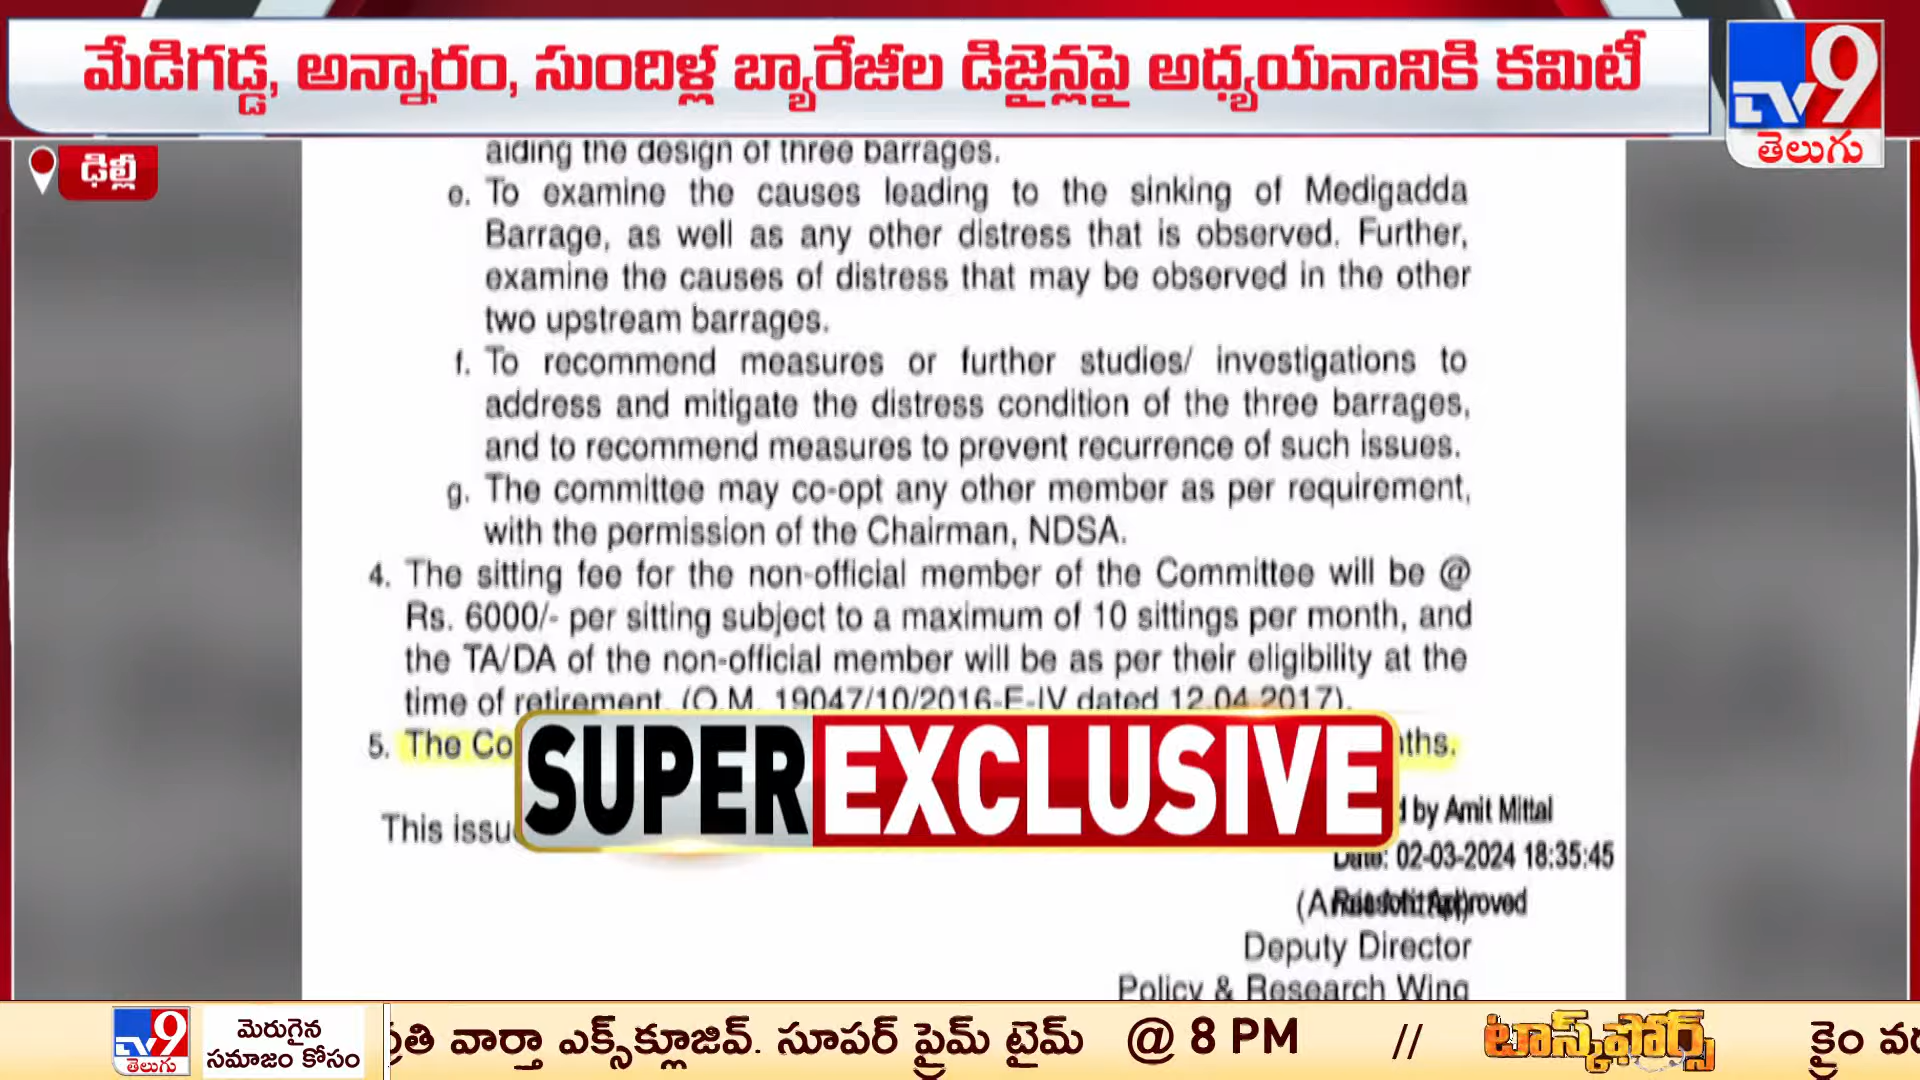 మేడిగడ్డ, అన్నారం, సుందిళ్ల బ్యారేజీల డిజైన్లపై అధ్యయనానికి కమిటీ
TV9
తెలుగు
ఢిల్లీ
aiding the design of three barrages.
e. To examine the causes leading to the sinking of Medigadda
Barrage, as well as any other distress that is observed. Further,
examine the causes of distress that may be observed in the other
two upstream barrages.
f. To recommend measures or further studies/ investigations to
address and mitigate the distress condition of the three barrages,
and to recommend measures to prevent recurrence of such issues.
g. The committee may co-opt any other member as per requirement,
with the permission of the Chairman, NDSA.
4. The sitting fee for the non-official member of the Committee will be @
Rs. 6000/- per sitting subject to a maximum of 10 sittings per month, and
the TA/DA of the non-official member will be as per their eligibility at the
time of retirement. (O.M. 19047/10/2016-E-IV dated 12.04.2017).
5. The
SUPER EXCLUSIVE
This
by Amit Mittal
Date: 02-03-2024 18:35:45
Approved
Deputy Director
Policy & Research Wing
TV9
తెలుగు
మెరుగైన
సమాజం కోసం
ప్రతి వార్తా ఎక్స్‌క్లూజివ్. సూపర్ ప్రైమ్ టైమ్ @ 8 PM // టాస్క్‌ఫోర్స్ క్రైం